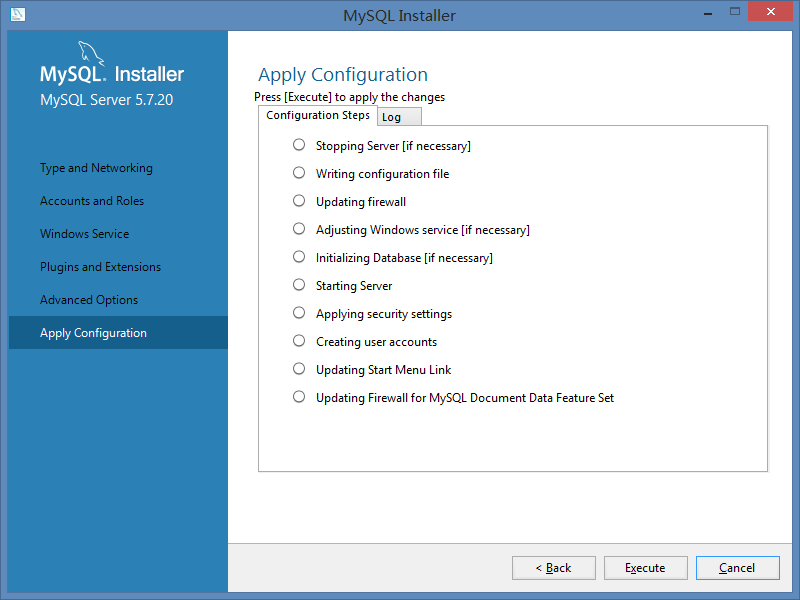 MySQL Installer
MySQL. Installer
MySQL Server 5.7.20
Type and Networking
Accounts and Roles
Windows Service
Plugins and Extensions
Advanced Options
Apply Configuration
Apply Configuration
Press [Execute] to apply the changes
Configuration Steps Log
Stopping Server [if necessary]
Writing configuration file
Updating firewall
Adjusting Windows service [if necessary]
Initializing Database [if necessary]
Starting Server
Applying security settings
Creating user accounts
Updating Start Menu Link
Updating Firewall for MySQL Document Data Feature Set
< Back Execute Cancel